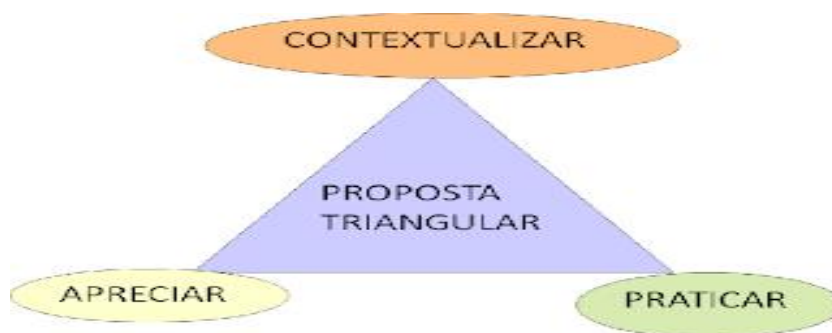 CONTEXTUALIZAR
PROPOSTA
TRIANGULAR
APRECIAR
PRATICAR